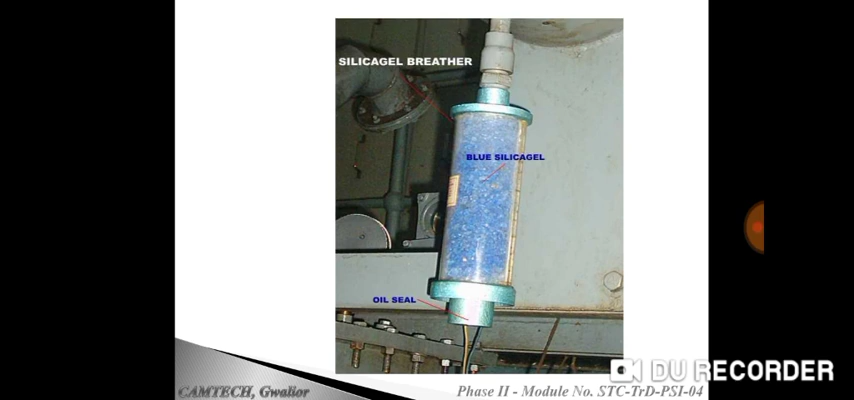 SILICAGEL BREATHER
BLUE SILICAGEL
OIL SEAL
DU RECORDER
CAMTECH, Gwalior
Phase II - Module No. STC-TrD-PSI-04